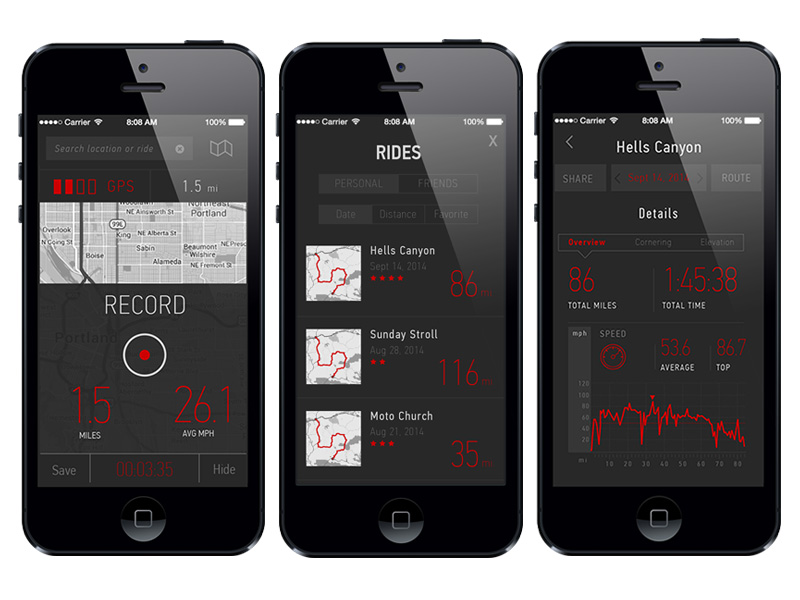 ●●●●○ Carrier 8:08 AM 100%
Search location or ride
GPS 1.5 mi
NE Ainsworth St
Northeast
Portland
Overlook
N Going St
99E
King
NE Alberta St
Sabin
Beaumont
Wilshire
NE Presc
Boise
Alameda
NE Fremont St
RECORD
Portland
1.5 26.1
MILES AVG MPH
Save 00:03:35 Hide
●●●●○ Carrier 8:08 AM 100%
RIDES X
PERSONAL FRIENDS
Date Distance Favorite
Hells Canyon
Sept 14, 2014
★★★★ 86 mi
Sunday Stroll
Aug 28, 2014
★★ 116 mi
Moto Church
Aug 21, 2014
★★★ 35 mi
●●●●○ Carrier 8:08 AM 100%
Hells Canyon
SHARE Sept 14, 2014 ROUTE
Details
Overview Cornering Elevation
86 1:45:38
TOTAL MILES TOTAL TIME
mph SPEED 53.6 86.7
AVERAGE TOP
120
100
80
60
40
20
mi 10 20 30 40 50 60 70 80